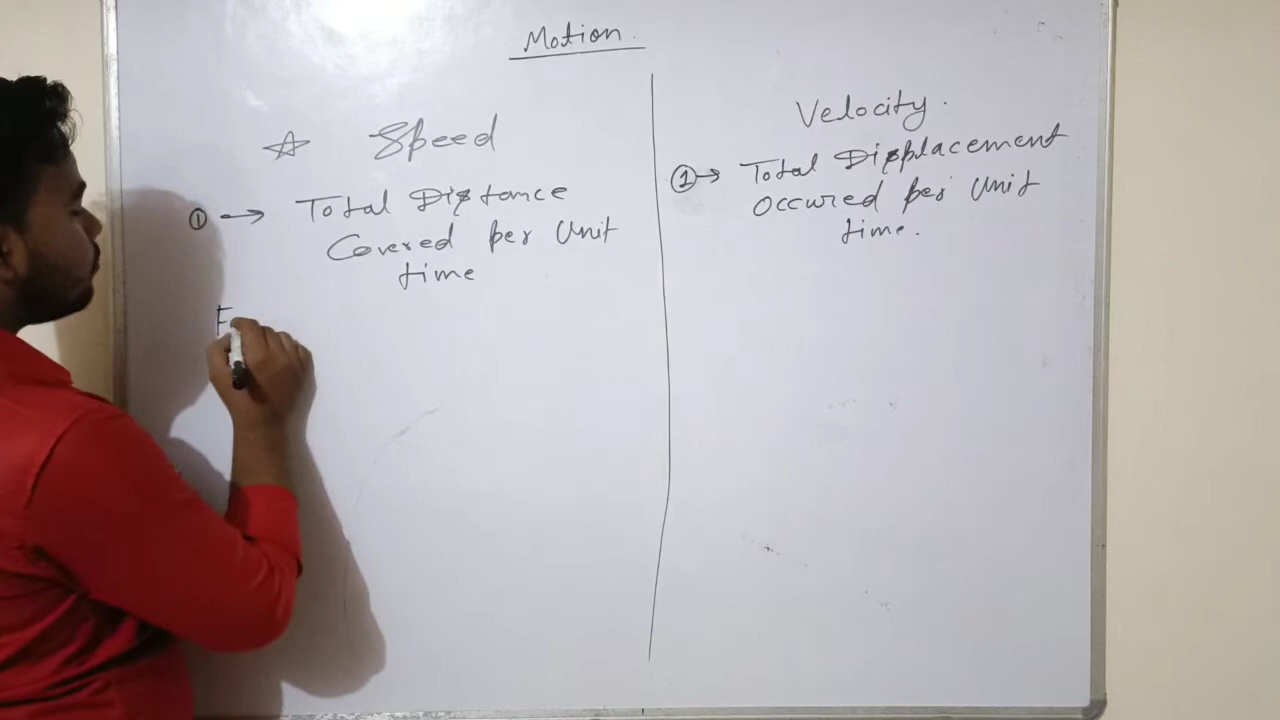 Motion.
☆ Speed
① → Total Distance
Covered per Unit
time
F
Velocity.
① → Total Displacement
Occured per Unit
time.